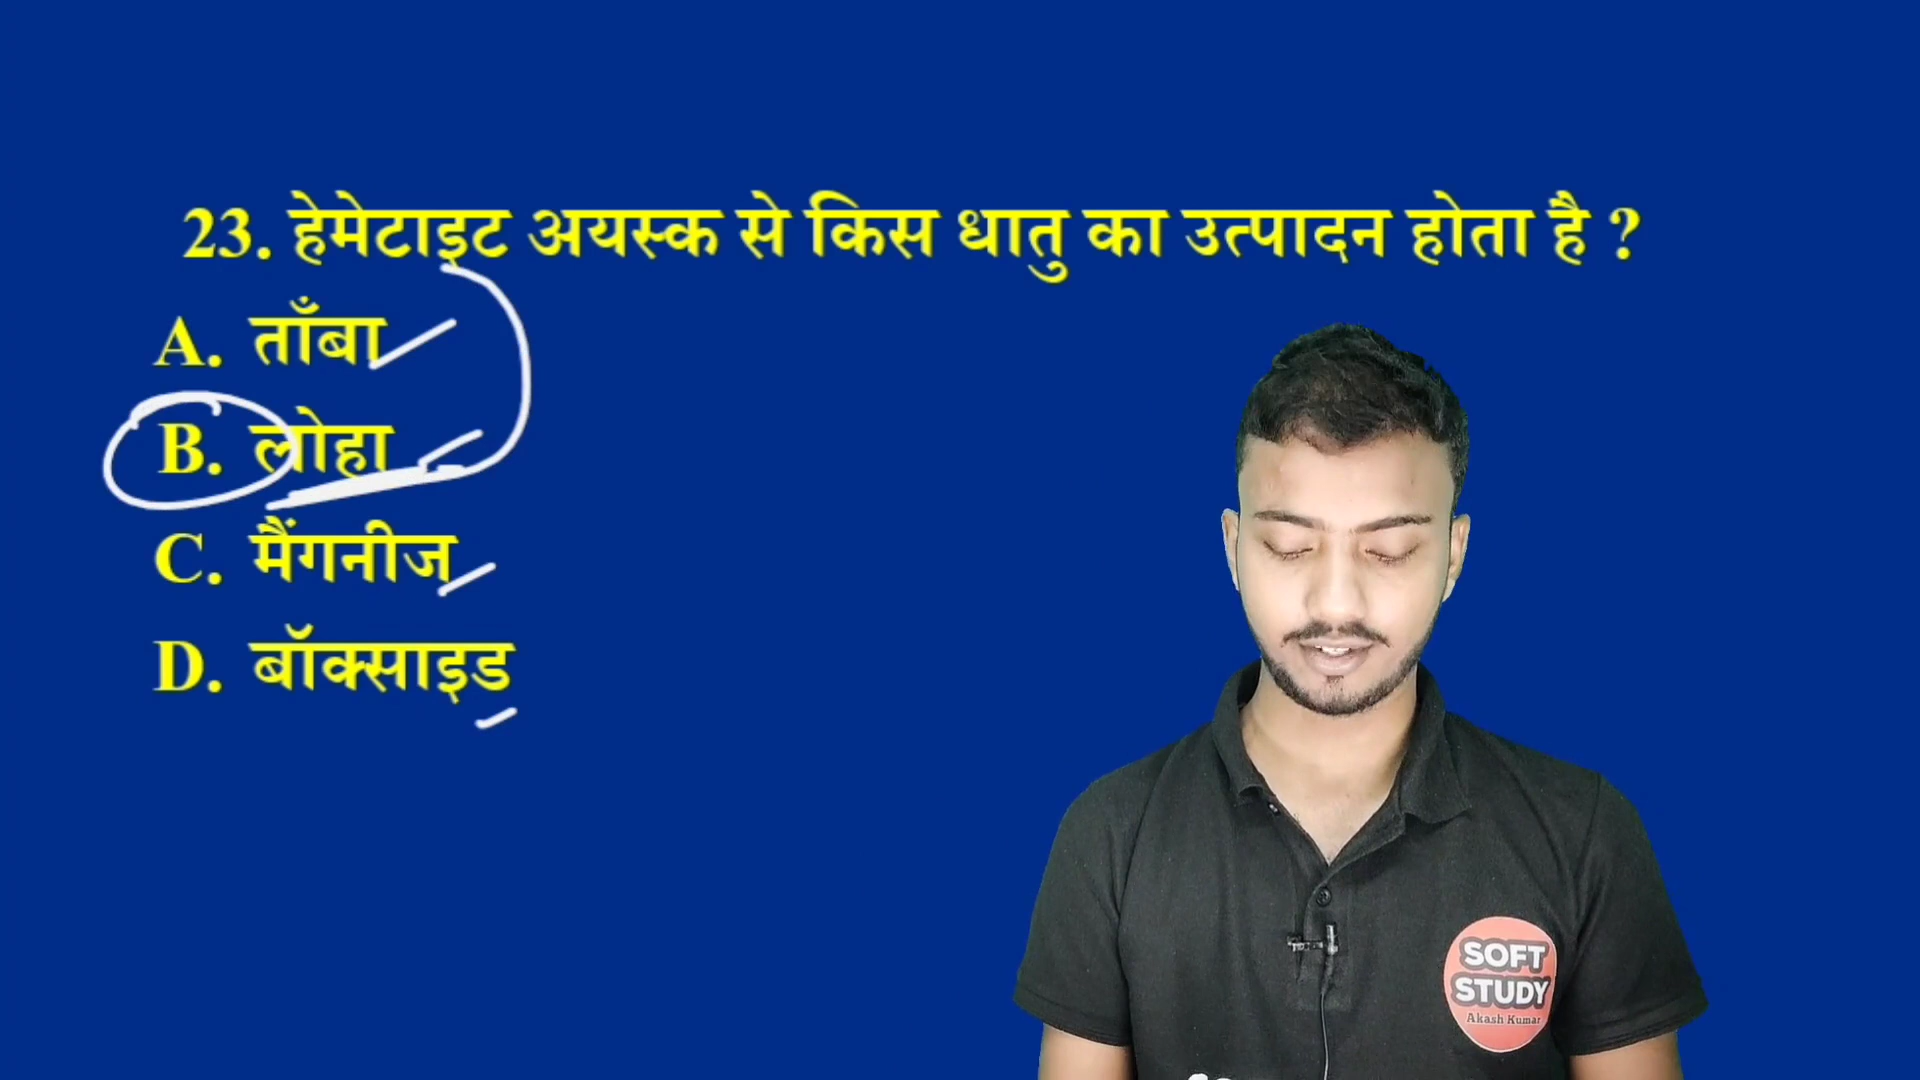 23. हेमेटाइट अयस्क से किस धातु का उत्पादन होता है ?
A. ताँबा
B. लोहा
C. मैंगनीज
D. बॉक्साइड
SOFT
STUDY
Akash Kumar